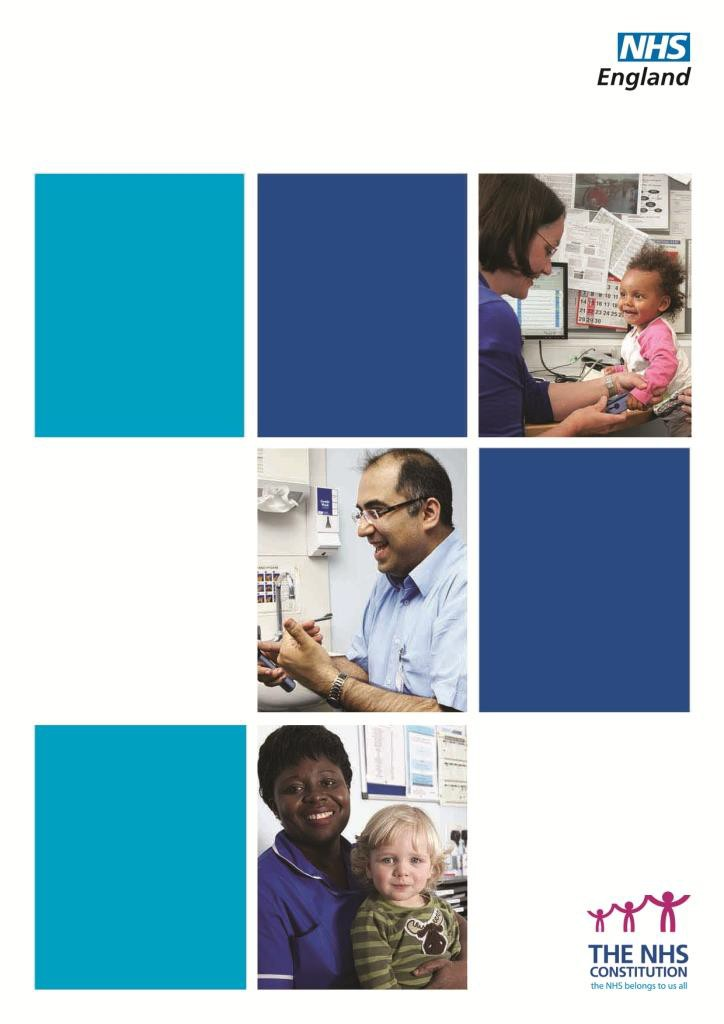 NHS
England
THE NHS
CONSTITUTION
the NHS belongs to us all